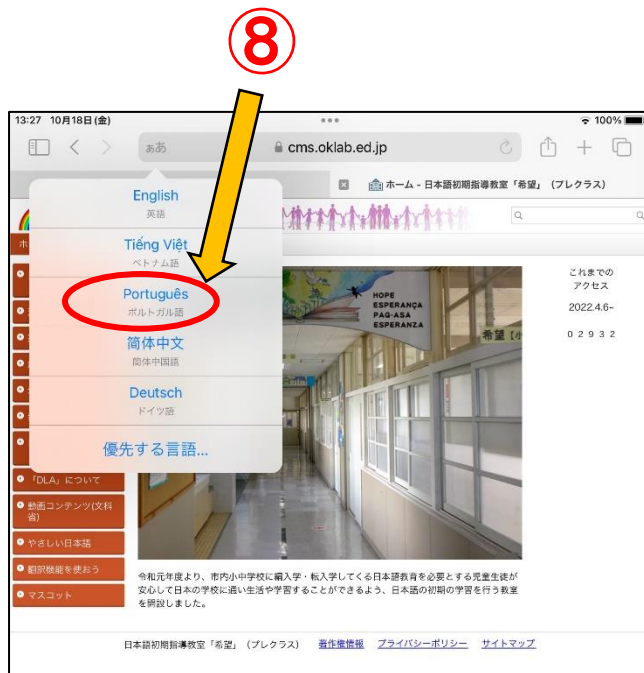 ⑧
13:27 10月18日(金)
100%
ぁあ
cms.oklab.ed.jp
ホーム - 日本語初期指導教室「希望」 (プレクラス)
English
英語
Tiếng Việt
ベトナム語
Português
ポルトガル語
简体中文
簡体中国語
Deutsch
ドイツ語
優先する言語...
ホ
「DLA」について
動画コンテンツ(文科
省)
やさしい日本語
翻訳機能を使おう
マスコット
HOPE
ESPERANÇA
PAG-ASA
ESPERANZA
希望【小
これまでの
アクセス
2022.4.6~
02932
令和元年度より、市内小中学校に編入学・転入学してくる日本語教育を必要とする児童生徒が
安心して日本の学校に通い生活や学習することができるよう、日本語の初期の学習を行う教室
を開設しました。
日本語初期指導教室「希望」 (プレクラス) 著作権情報 プライバシーポリシー サイトマップ